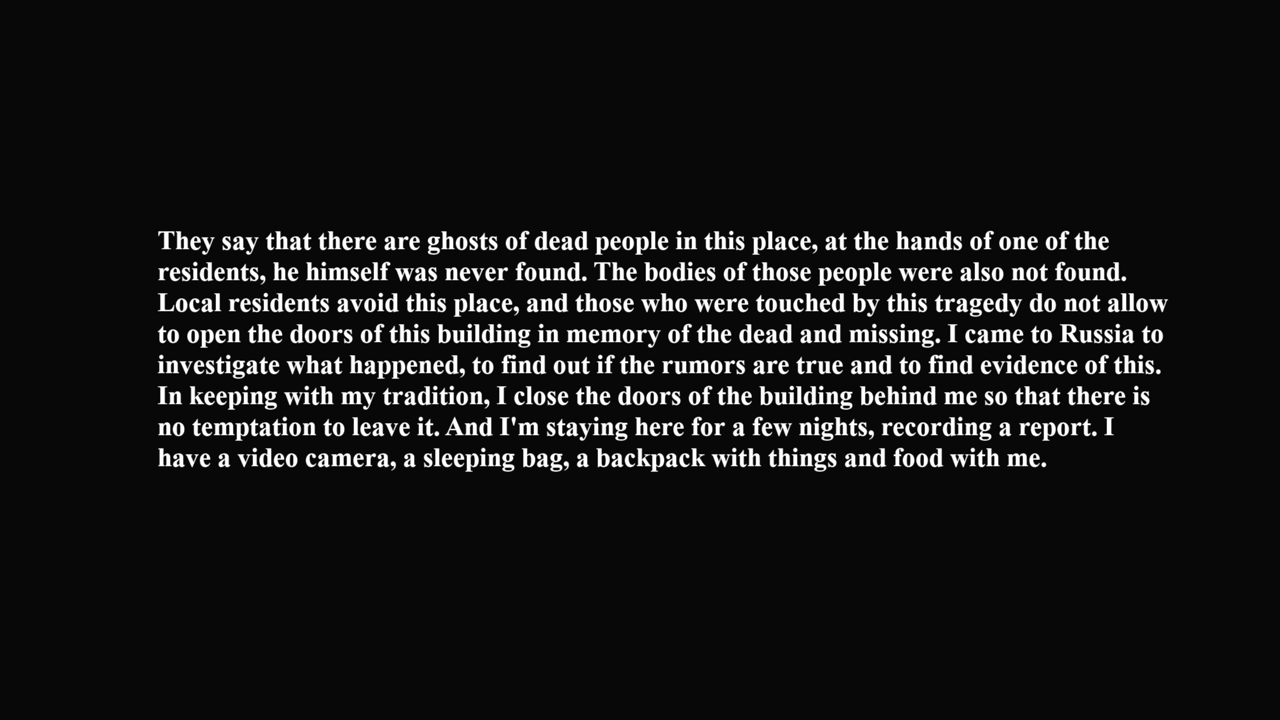 They say that there are ghosts of dead people in this place, at the hands of one of the
residents, he himself was never found. The bodies of those people were also not found.
Local residents avoid this place, and those who were touched by this tragedy do not allow
to open the doors of this building in memory of the dead and missing. I came to Russia to
investigate what happened, to find out if the rumors are true and to find evidence of this.
In keeping with my tradition, I close the doors of the building behind me so that there is
no temptation to leave it. And I'm staying here for a few nights, recording a report. I
have a video camera, a sleeping bag, a backpack with things and food with me.